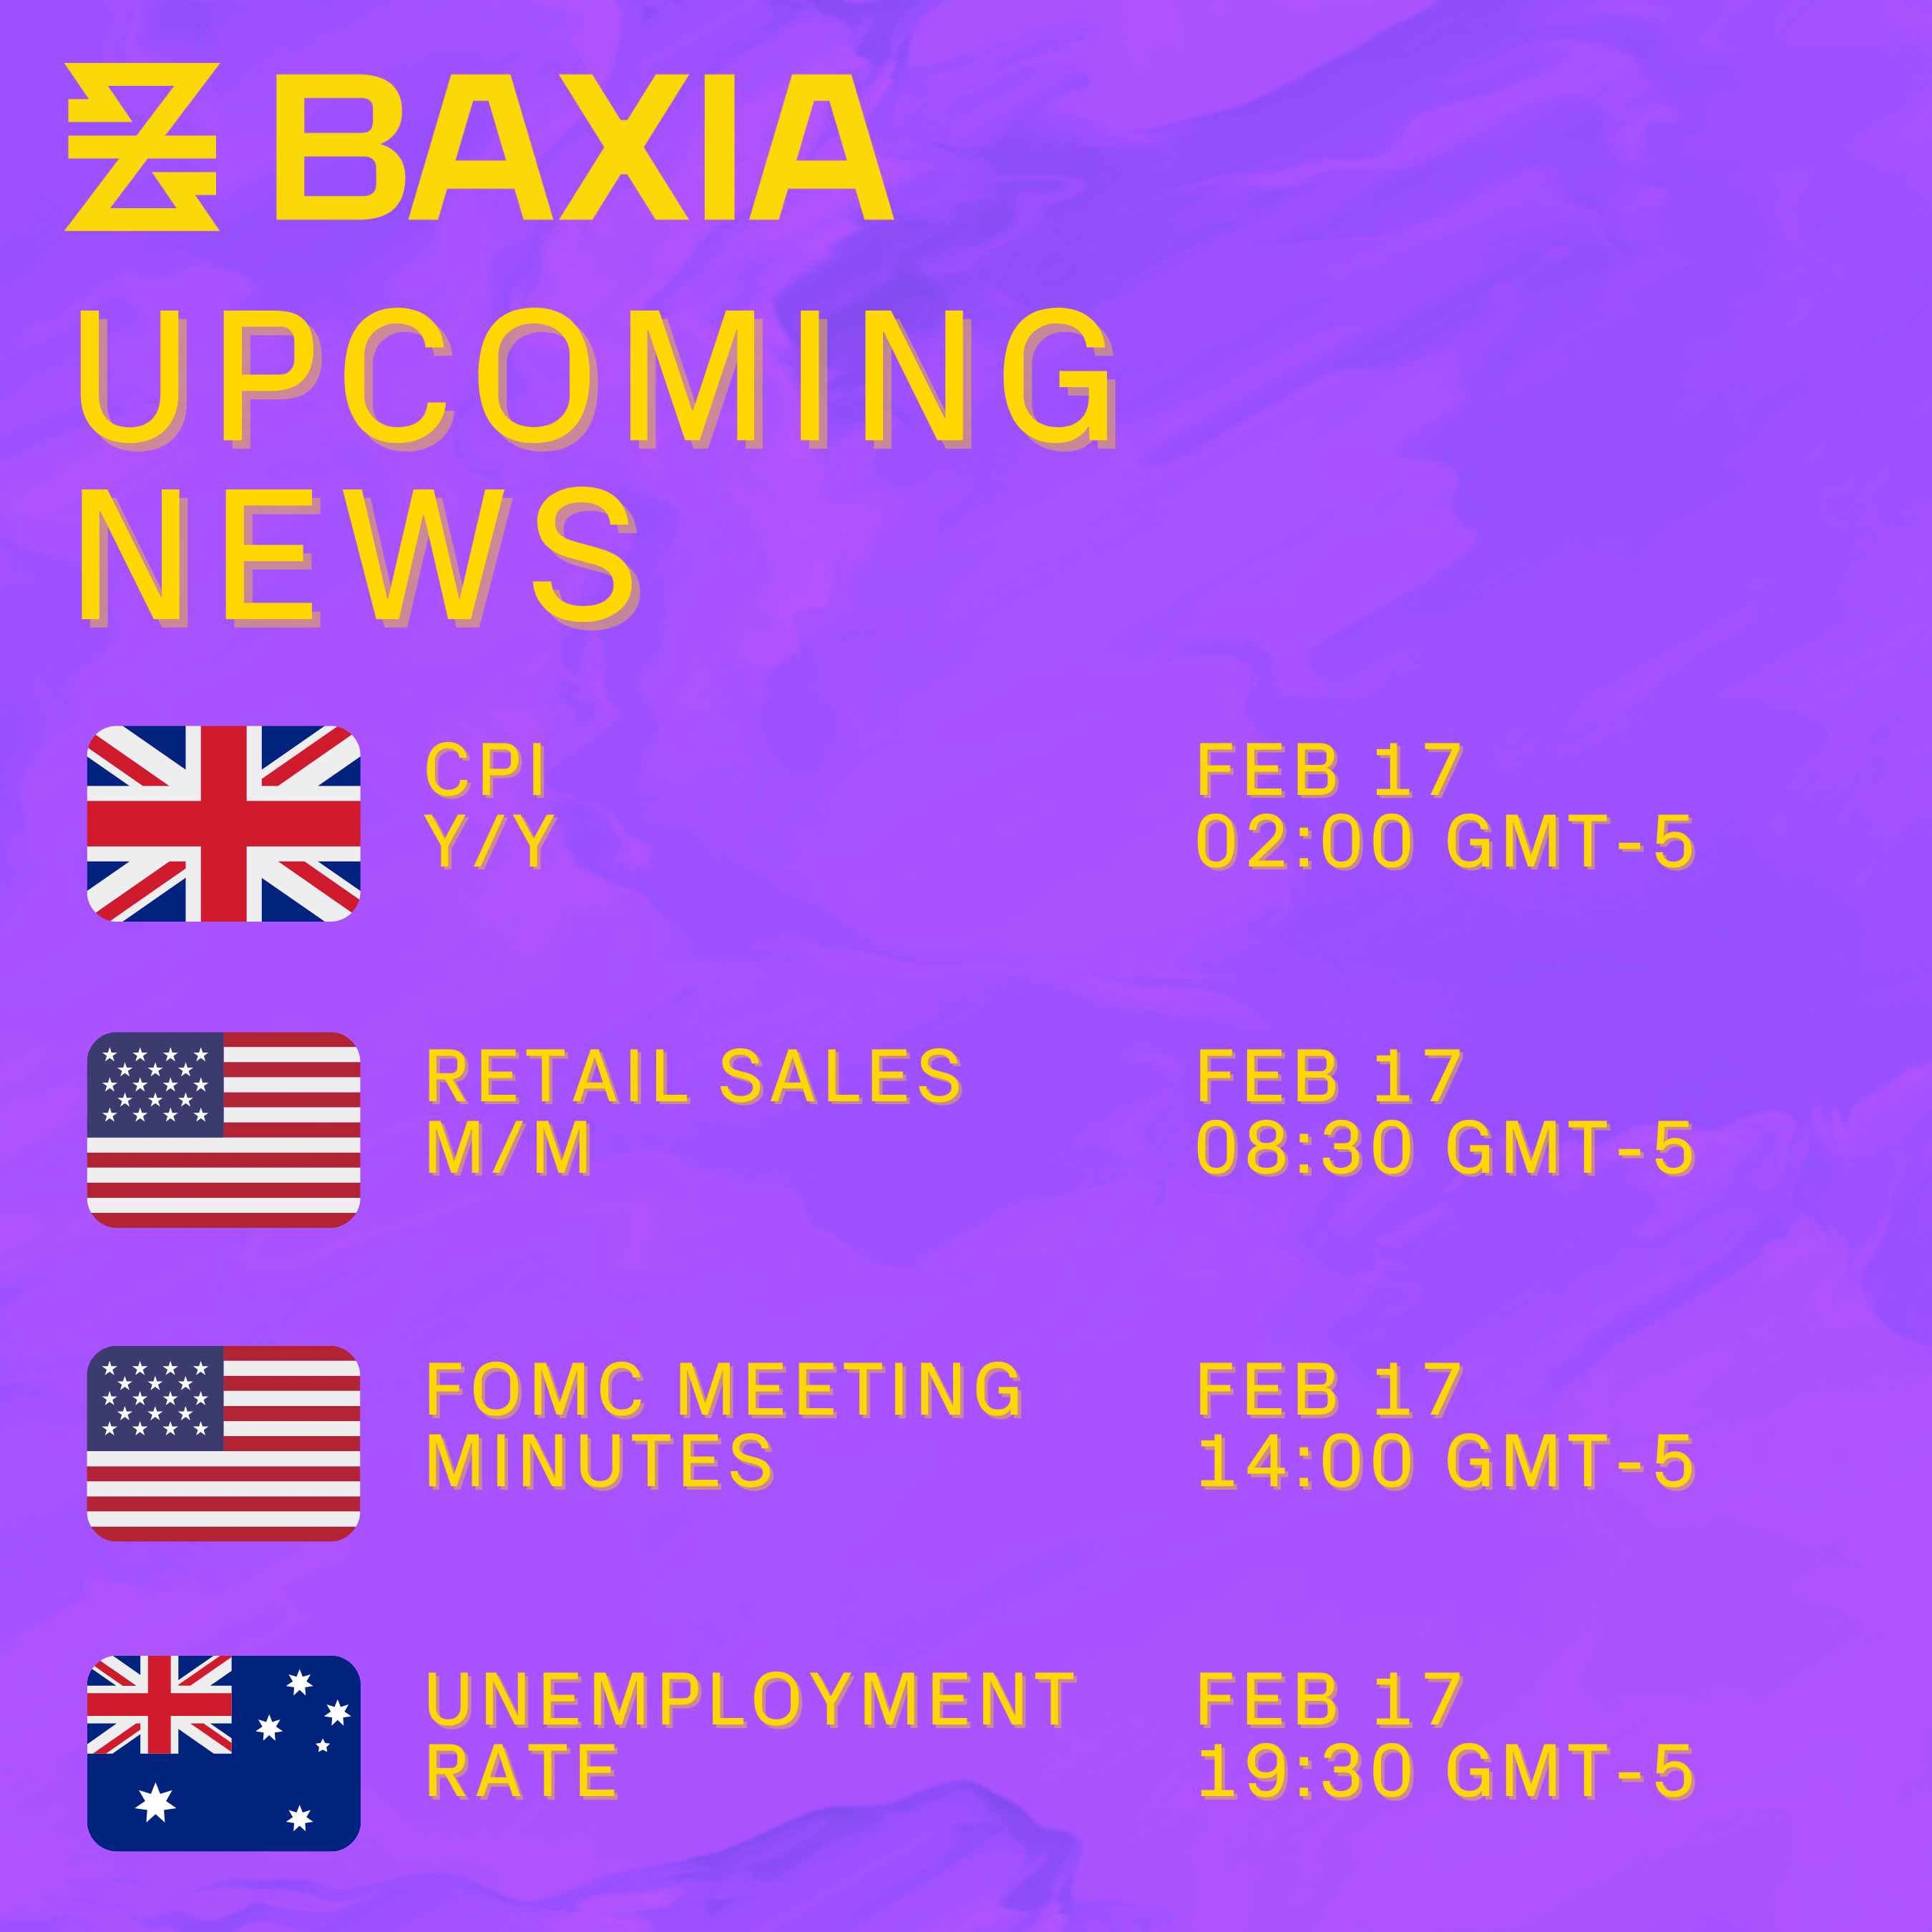 BAXIA
UPCOMING
NEWS
CPI
Y/Y
FEB 17
02:00 GMT-5
RETAIL SALES
M/M
FEB 17
08:30 GMT-5
FOMC MEETING
MINUTES
FEB 17
14:00 GMT-5
UNEMPLOYMENT
RATE
FEB 17
19:30 GMT-5